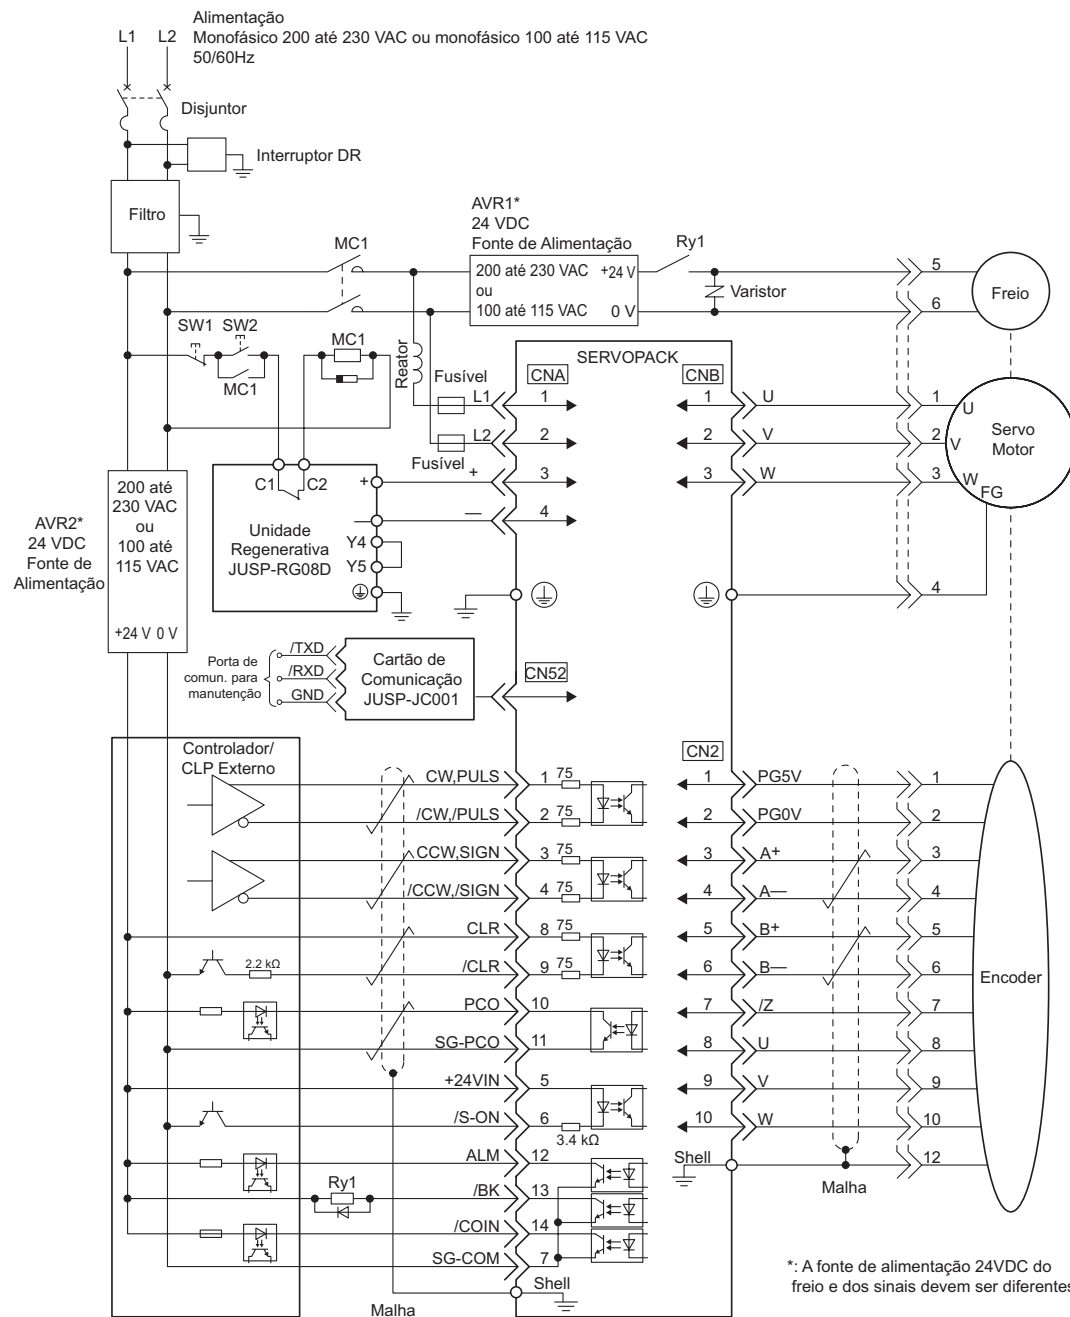 Alimentação
L1 L2 Monofásico 200 até 230 VAC ou monofásico 100 até 115 VAC
50/60Hz
Disjuntor
Interruptor DR
Filtro
MC1
AVR1*
24 VDC
Fonte de Alimentação
200 até 230 VAC +24 V
ou
100 até 115 VAC 0 V
Ry1
Varistor
5
6
Freio
SW1 SW2
MC1
MC1
Reator
Fusível
L1
L2
Fusível
+
—
SERVOPACK
CNA
1
2
3
4
CNB
1 U
2 V
3 W
1 U
2 V
3 W
FG
4
Servo
Motor
C1 C2 +
—
Y4
Y5
Unidade
Regenerativa
JUSP-RG08D
AVR2*
24 VDC
Fonte de
Alimentação
200 até
230 VAC
ou
100 até
115 VAC
+24 V 0 V
Porta de
comun. para
manutenção
/TXD
/RXD
GND
Cartão de
Comunicação
JUSP-JC001
CN52
Controlador/
CLP Externo
CW,PULS 1 75
/CW,/PULS 2 75
CCW,SIGN 3 75
/CCW,/SIGN 4 75
CLR 8 75
2.2 kΩ /CLR 9 75
PCO 10
SG-PCO 11
+24VIN 5
/S-ON 6
3.4 kΩ
ALM 12
Ry1 /BK 13
/COIN 14
SG-COM 7
Shell
Malha
CN2
1 PG5V 1
2 PG0V 2
3 A+ 3
4 A— 4
5 B+ 5
6 B— 6
7 /Z 7
8 U 8
9 V 9
10 W 10
Shell 12
Malha
Encoder
*: A fonte de alimentação 24VDC do
freio e dos sinais devem ser diferentes